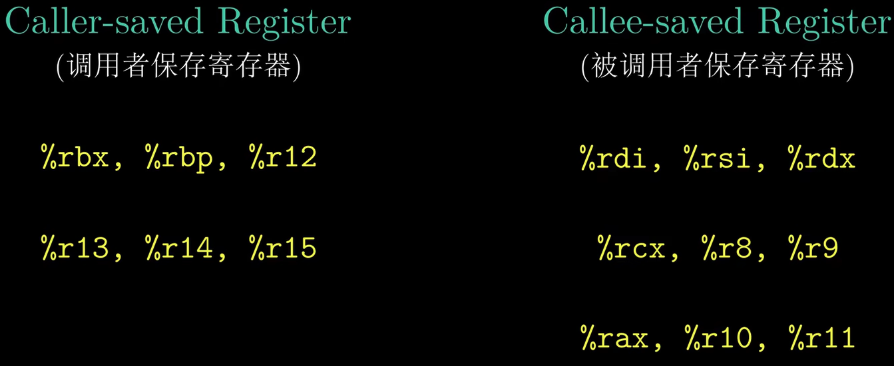 Caller-saved Register
(调用者保存寄存器)
%rbx, %rbp, %r12
%r13, %r14, %r15
Callee-saved Register
(被调用者保存寄存器)
%rdi, %rsi, %rdx
%rcx, %r8, %r9
%rax, %r10, %r11